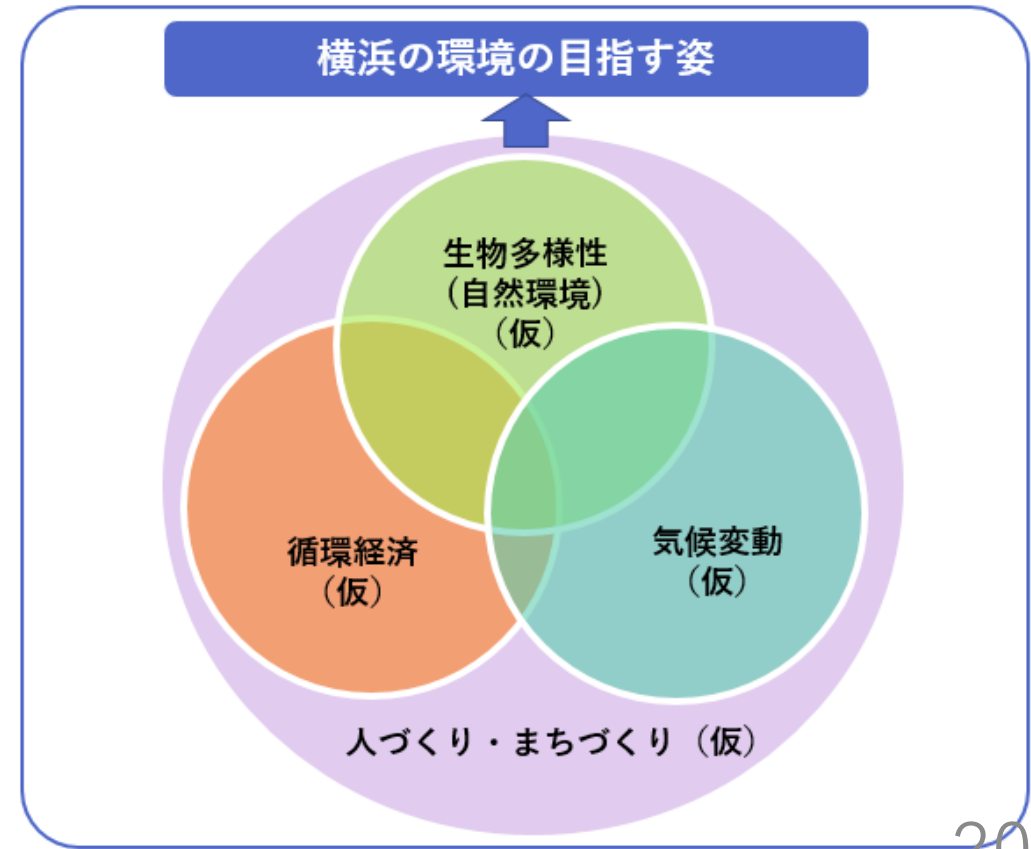 横浜の環境の目指す姿
生物多様性
（自然環境）
（仮）
循環経済
（仮）
気候変動
（仮）
人づくり・まちづくり（仮）